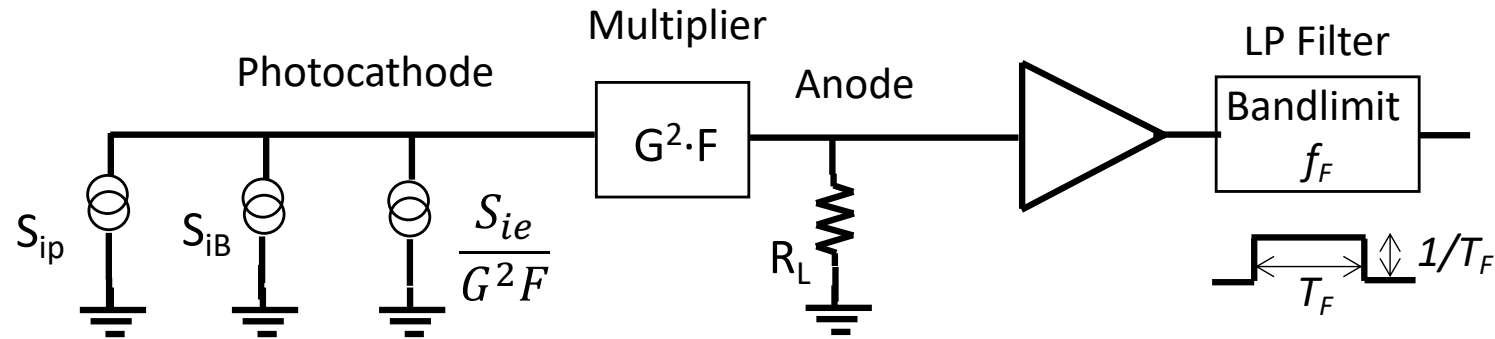 Multiplier
LP Filter
Photocathode
Anode
Bandlimit
f_F
G²·F
S_ip
S_iB
S_ie
G²F
R_L
1/T_F
T_F